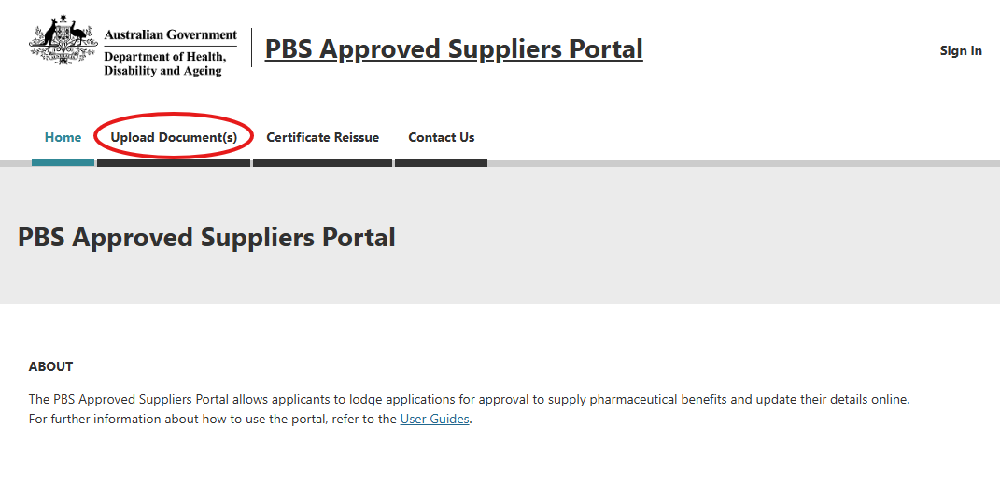 Australian Government
Department of Health,
Disability and Ageing
PBS Approved Suppliers Portal
Sign in
Home
Upload Document(s)
Certificate Reissue
Contact Us
PBS Approved Suppliers Portal
ABOUT
The PBS Approved Suppliers Portal allows applicants to lodge applications for approval to supply pharmaceutical benefits and update their details online.
For further information about how to use the portal, refer to the User Guides.